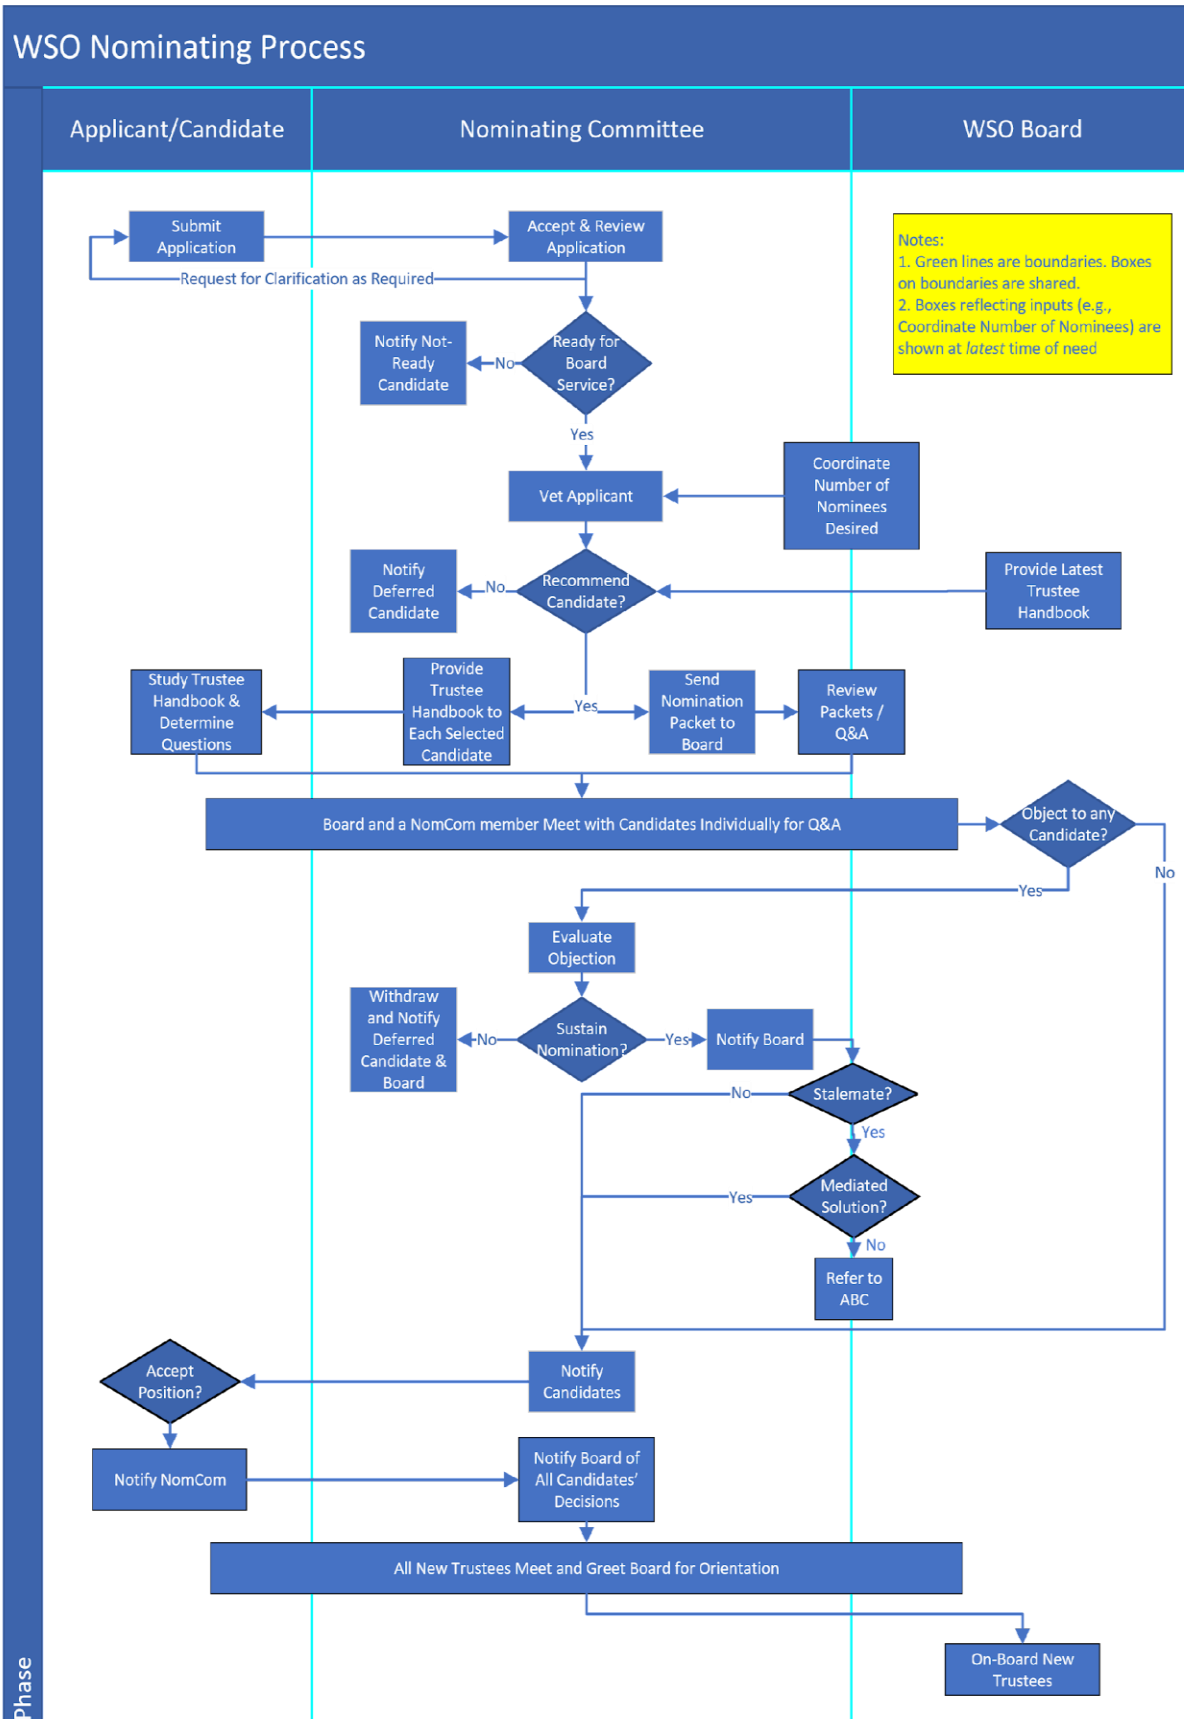 WSO Nominating Process
Applicant/Candidate
Nominating Committee
WSO Board
Submit
Application
Accept & Review
Application
Notes:
1. Green lines are boundaries. Boxes
on boundaries are shared.
2. Boxes reflecting inputs (e.g.,
Coordinate Number of Nominees) are
shown at latest time of need
Request for Clarification as Required
Notify Not-
Ready
Candidate
No
Ready for
Board
Service?
Yes
Vet Applicant
Coordinate
Number of
Nominees
Desired
Notify
Deferred
Candidate
No
Recommend
Candidate?
Provide Latest
Trustee
Handbook
Study Trustee
Handbook &
Determine
Questions
Provide
Trustee
Handbook to
Each Selected
Candidate
Yes
Send
Nomination
Packet to
Board
Review
Packets /
Q&A
Board and a NomCom member Meet with Candidates Individually for Q&A
Object to any
Candidate?
No
Yes
Evaluate
Objection
Withdraw
and Notify
Deferred
Candidate &
Board
No
Sustain
Nomination?
Yes
Notify Board
No
Stalemate?
Yes
Yes
Mediated
Solution?
No
Refer to
ABC
Accept
Position?
Notify
Candidates
Notify NomCom
Notify Board of
All Candidates'
Decisions
All New Trustees Meet and Greet Board for Orientation
On-Board New
Trustees
Phase